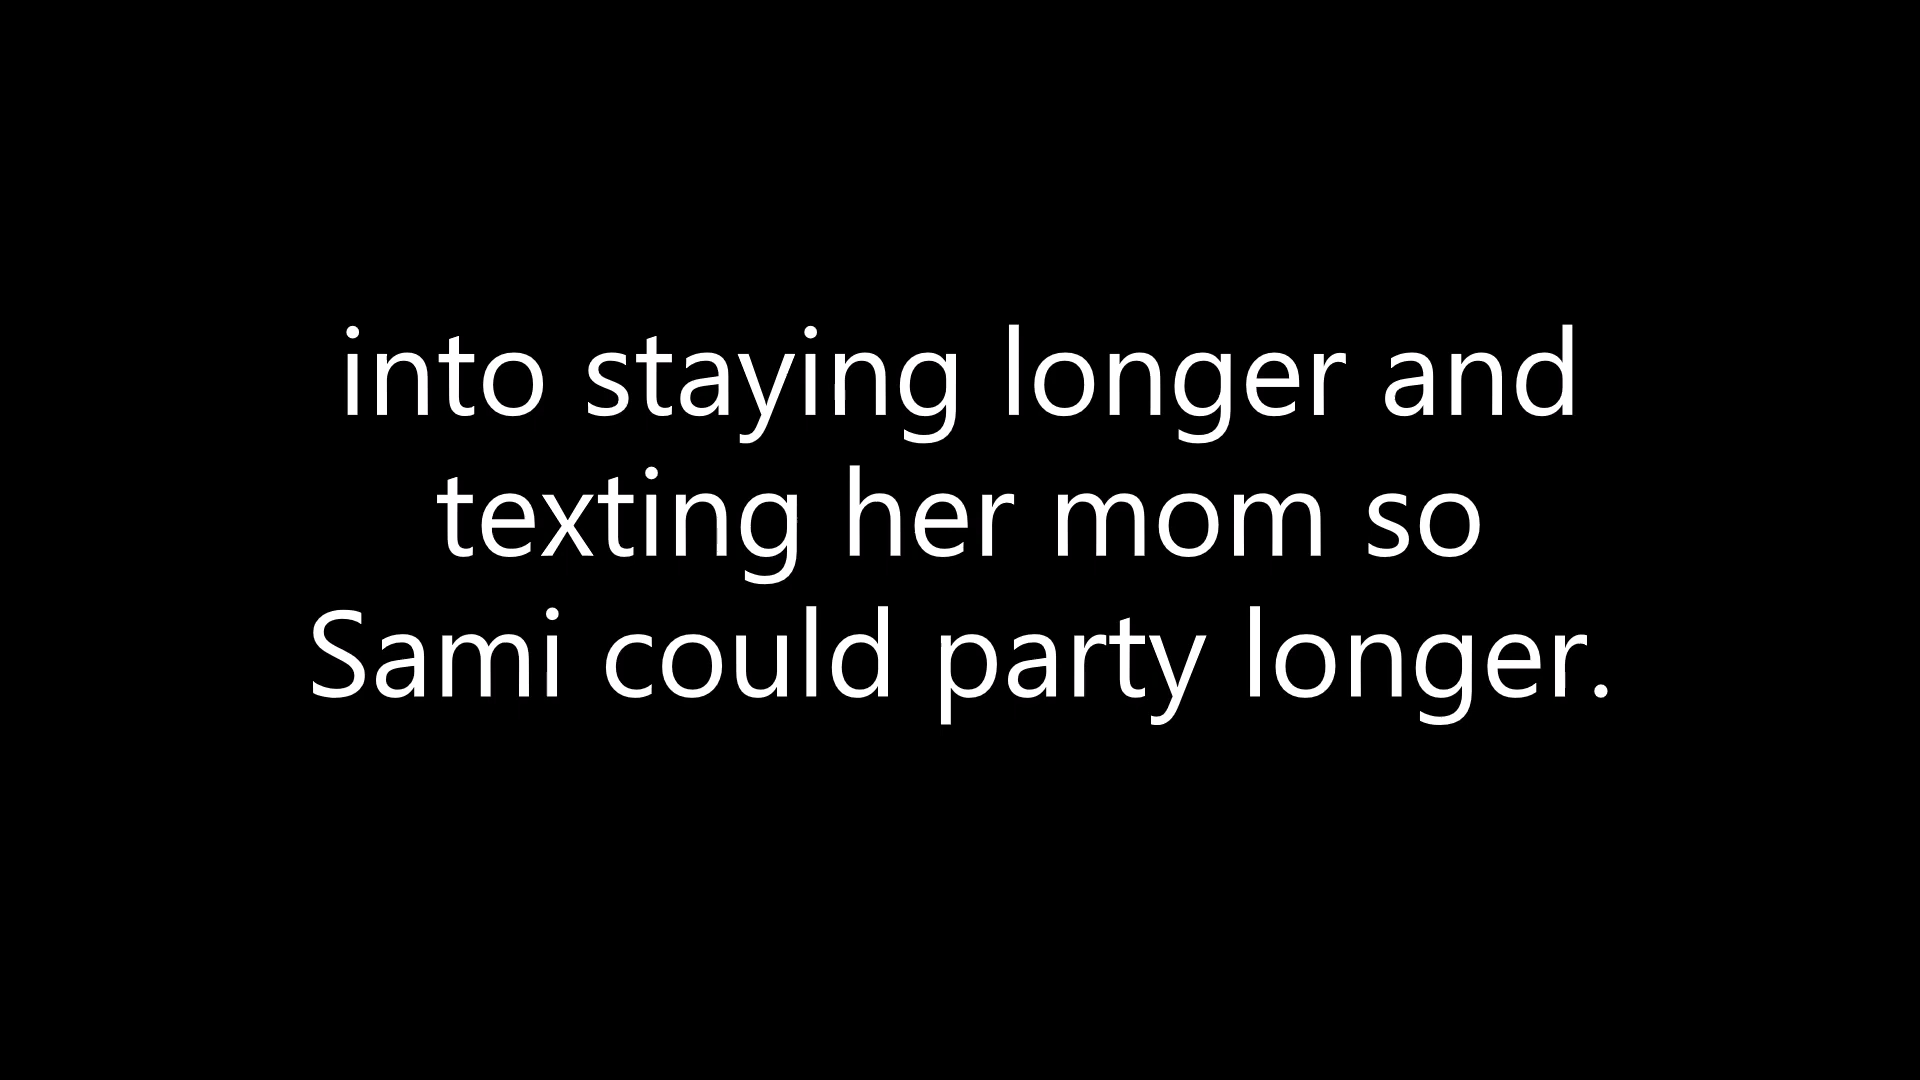 into staying longer and
texting her mom so
Sami could party longer.